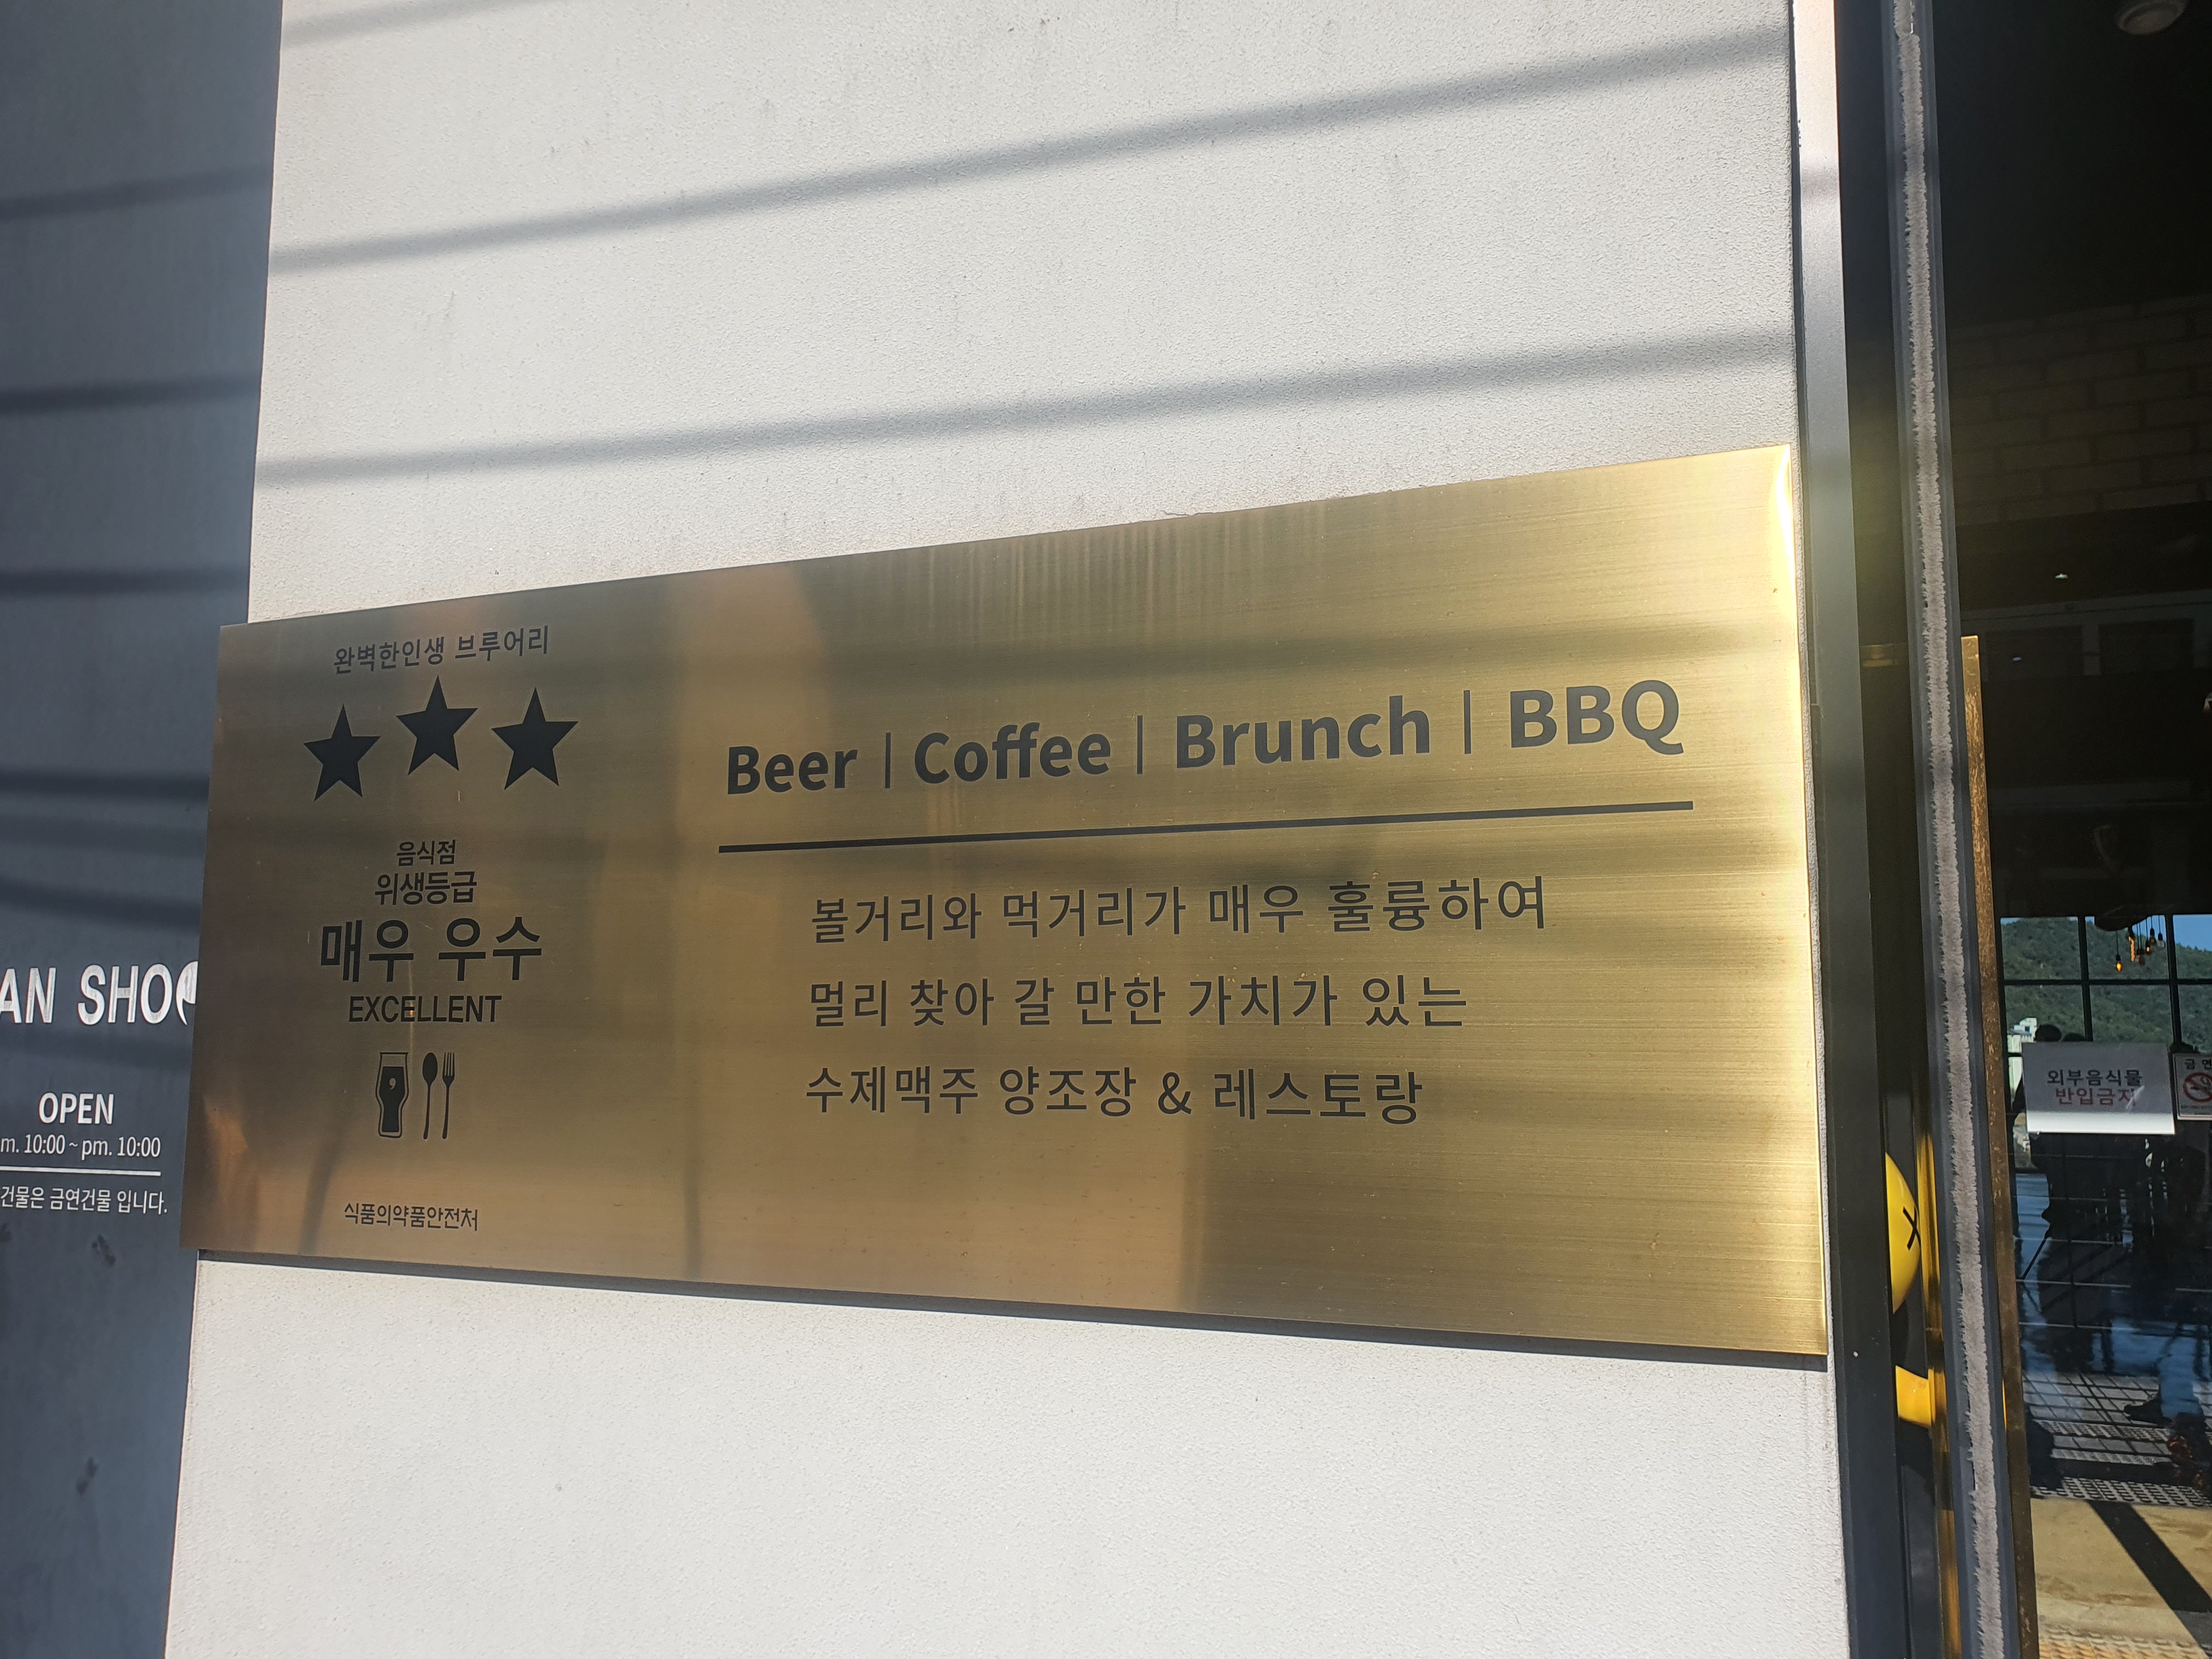 완벽한인생 브루어리
음식점
위생등급
매우 우수
EXCELLENT
식품의약품안전처
Beer | Coffee | Brunch | BBQ
볼거리와 먹거리가 매우 훌륭하여
멀리 찾아 갈 만한 가치가 있는
수제맥주 양조장 & 레스토랑
OPEN
m. 10:00 ~ pm. 10:00
건물은 금연건물 입니다.
외부음식물
반입금지